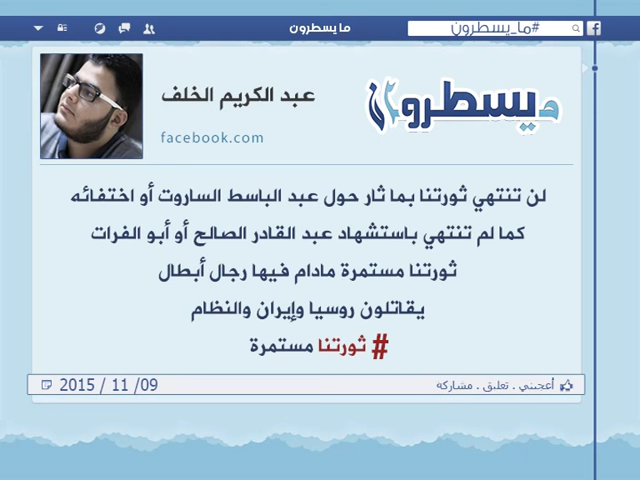 ما يسطرون
#ما_يسطرون
ما يسطرون
عبد الكريم الخلف
facebook.com
لن تنتهي ثورتنا بما ثار حول عبد الباسط الساروت أو اختفائه
كما لم تنتهي باستشهاد عبد القادر الصالح أو أبو الفرات
ثورتنا مستمرة مادام فيها رجال أبطال
يقاتلون روسيا وإيران والنظام
# ثورتنا مستمرة
أعجبني . تعليق . مشاركه
2015 / 11 /09